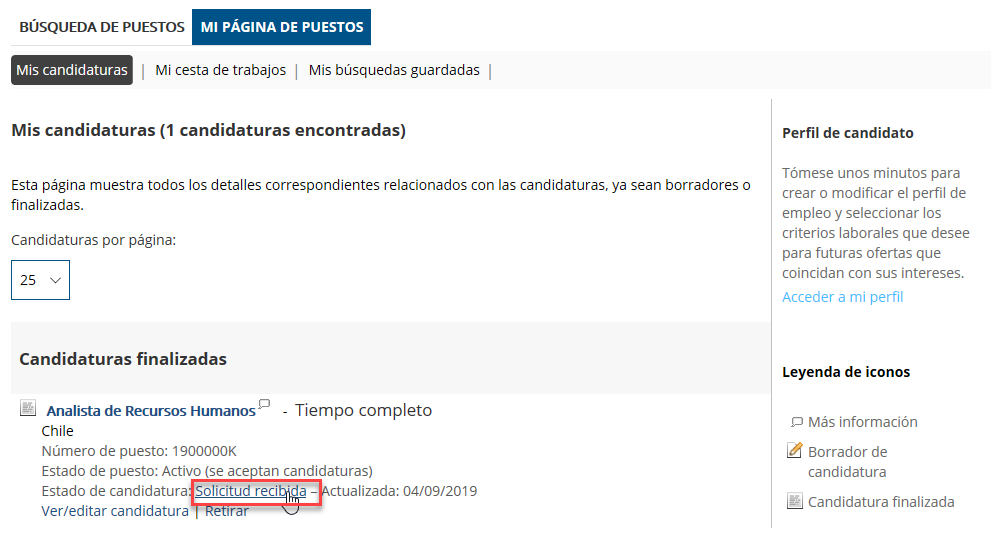 BÚSQUEDA DE PUESTOS MI PÁGINA DE PUESTOS
Mis candidaturas | Mi cesta de trabajos | Mis búsquedas guardadas |
Mis candidaturas (1 candidaturas encontradas)
Esta página muestra todos los detalles correspondientes relacionados con las candidaturas, ya sean borradores o
finalizadas.
Candidaturas por página:
25
Candidaturas finalizadas
Analista de Recursos Humanos - Tiempo completo
Chile
Número de puesto: 1900000K
Estado de puesto: Activo (se aceptan candidaturas)
Estado de candidatura: Solicitud recibida – Actualizada: 04/09/2019
Ver/editar candidatura | Retirar
Perfil de candidato
Tómese unos minutos para
crear o modificar el perfil de
empleo y seleccionar los
criterios laborales que desee
para futuras ofertas que
coincidan con sus intereses.
Acceder a mi perfil
Leyenda de iconos
Más información
Borrador de
candidatura
Candidatura finalizada